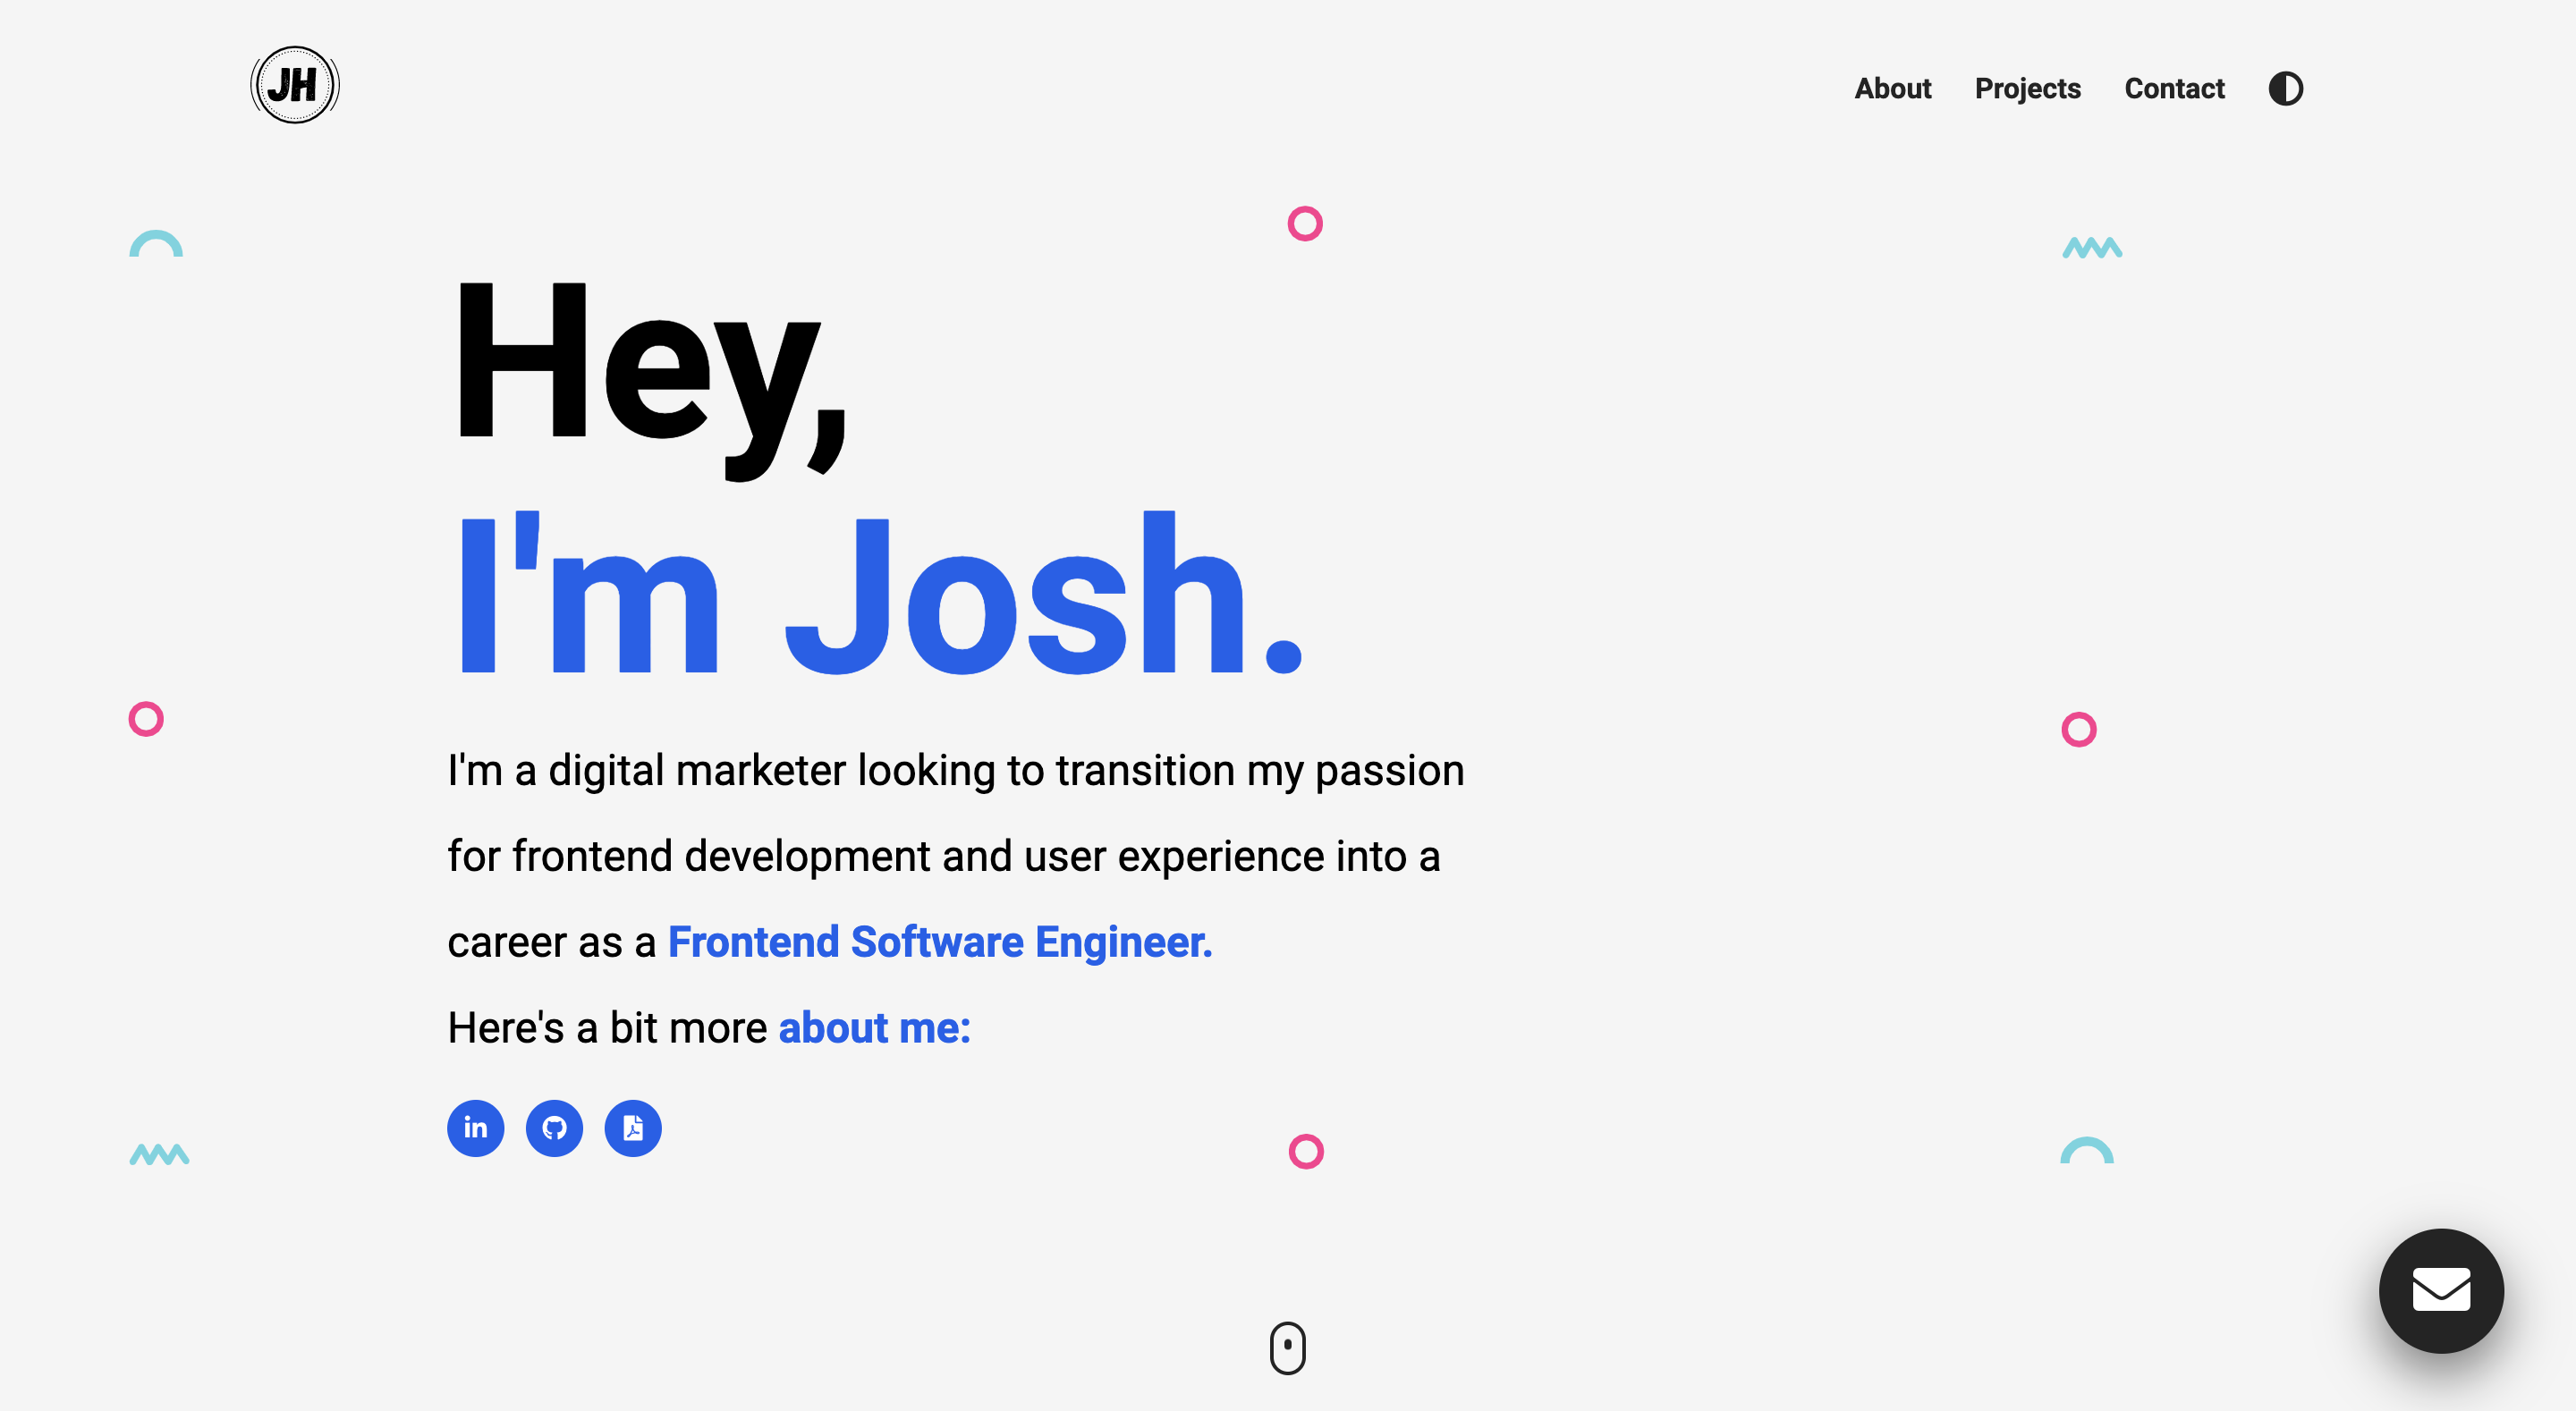 JH
About Projects Contact
Hey,
I'm Josh.
I'm a digital marketer looking to transition my passion
for frontend development and user experience into a
career as a Frontend Software Engineer.
Here's a bit more about me:
in